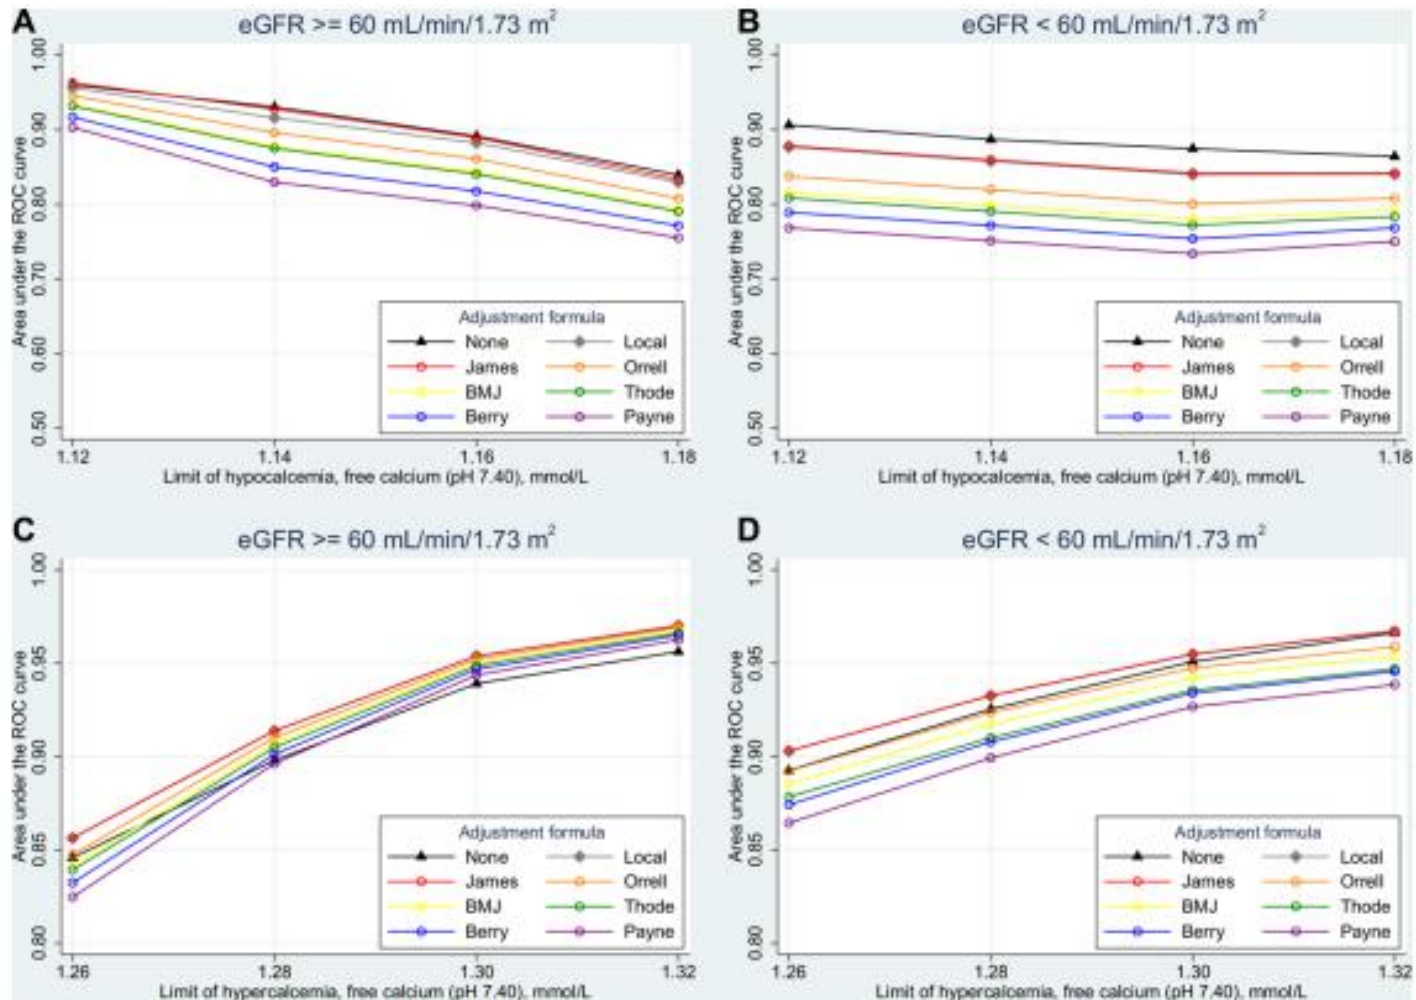 A
eGFR >= 60 mL/min/1.73 m²
Area under the ROC curve
1.00
0.90
0.80
0.70
0.60
0.50
Adjustment formula
None Local
James Orrell
BMJ Thode
Berry Payne
1.12 1.14 1.16 1.18
Limit of hypocalcemia, free calcium (pH 7.40), mmol/L
B
eGFR < 60 mL/min/1.73 m²
Area under the ROC curve
1.00
0.90
0.80
0.70
0.60
0.50
Adjustment formula
None Local
James Orrell
BMJ Thode
Berry Payne
1.12 1.14 1.16 1.18
Limit of hypocalcemia, free calcium (pH 7.40), mmol/L
C
eGFR >= 60 mL/min/1.73 m²
Area under the ROC curve
1.00
0.95
0.90
0.85
0.80
Adjustment formula
None Local
James Orrell
BMJ Thode
Berry Payne
1.26 1.28 1.30 1.32
Limit of hypercalcemia, free calcium (pH 7.40), mmol/L
D
eGFR < 60 mL/min/1.73 m²
Area under the ROC curve
1.00
0.95
0.90
0.85
0.80
Adjustment formula
None Local
James Orrell
BMJ Thode
Berry Payne
1.26 1.28 1.30 1.32
Limit of hypercalcemia, free calcium (pH 7.40), mmol/L